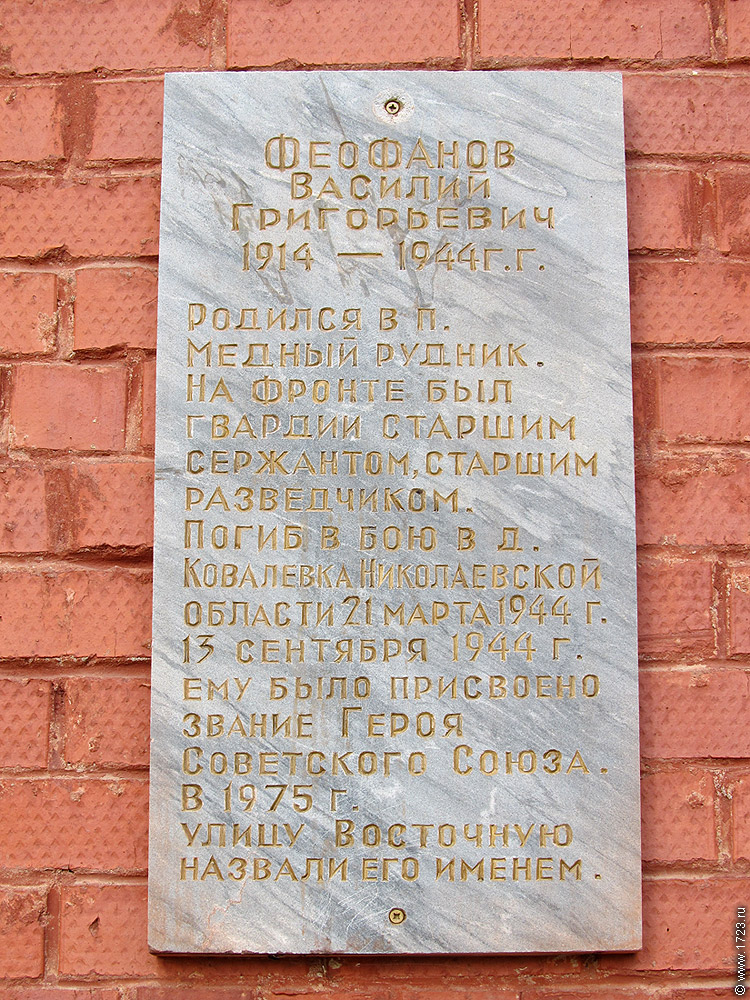 Феофанов
Василий
Григорьевич
1914 — 1944 г.г.
Родился в п.
Медный рудник.
На фронте был
гвардии старшим
сержантом, старшим
разведчиком.
Погиб в бою в д.
Ковалевка Николаевской
области 21 марта 1944 г.
13 сентября 1944 г.
ему было присвоено
звание Героя
Советского Союза.
В 1975 г.
улицу Восточную
назвали его именем.
© www.1723.ru